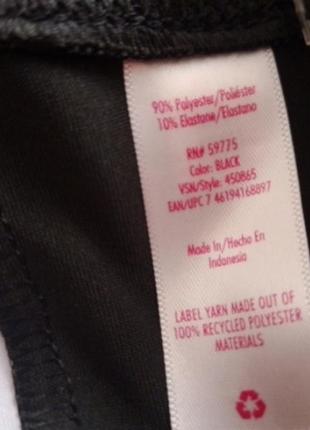 90% Polyester/Poliéster
10% Elastane/Elastano
RN# 59775
Color: BLACK
VSN/Style: 450865
EAN/UPC 7 46194168897
Made In/Hecho En
Indonesia
LABEL YARN MADE OUT OF
100% RECYCLED POLYESTER
MATERIALS